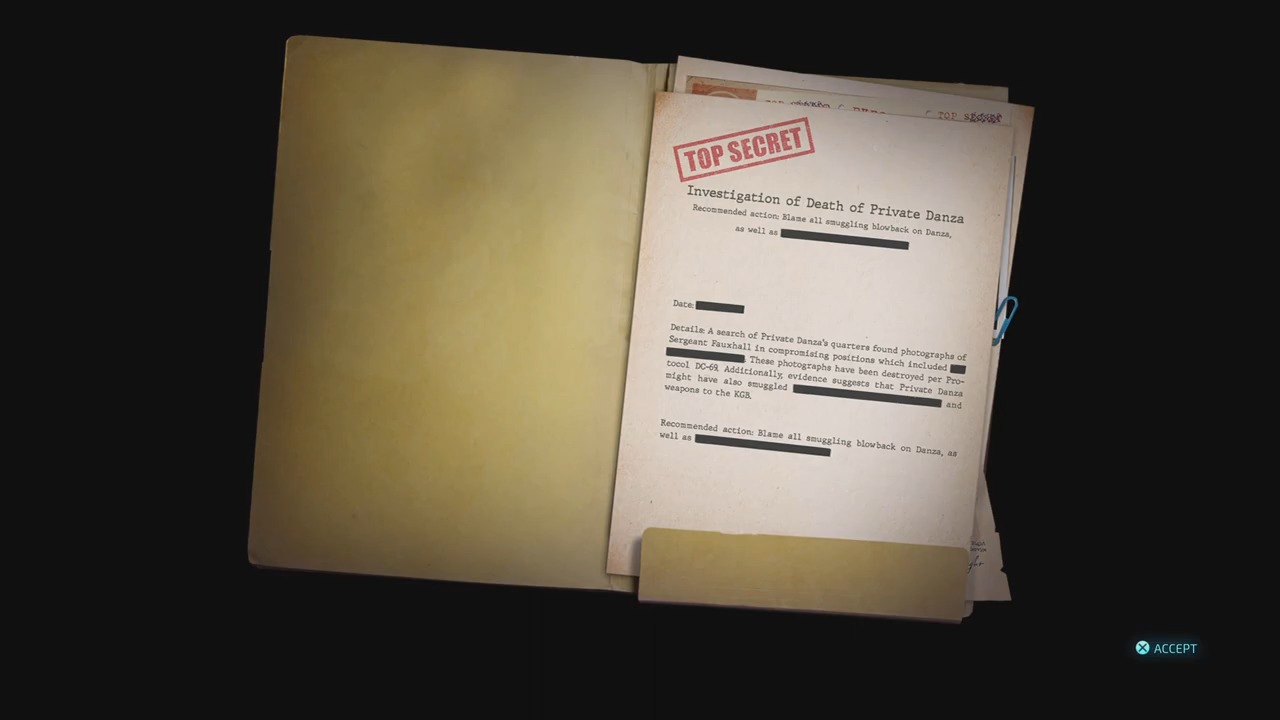 TOP SECRET
TOP SECRET
Investigation of Death of Private Danza
Recommended action: Blame all smuggling blowback on Danza,
as well as
Date:
Details: A search of Private Danza's quarters found photographs of
Sergeant Fauxhall in compromising positions which included
These photographs have been destroyed per Pro-
tocol DC-69. Additionally, evidence suggests that Private Danza
might have also smuggled and
weapons to the KGB.
Recommended action: Blame all smuggling blowback on Danza, as
well as
ACCEPT